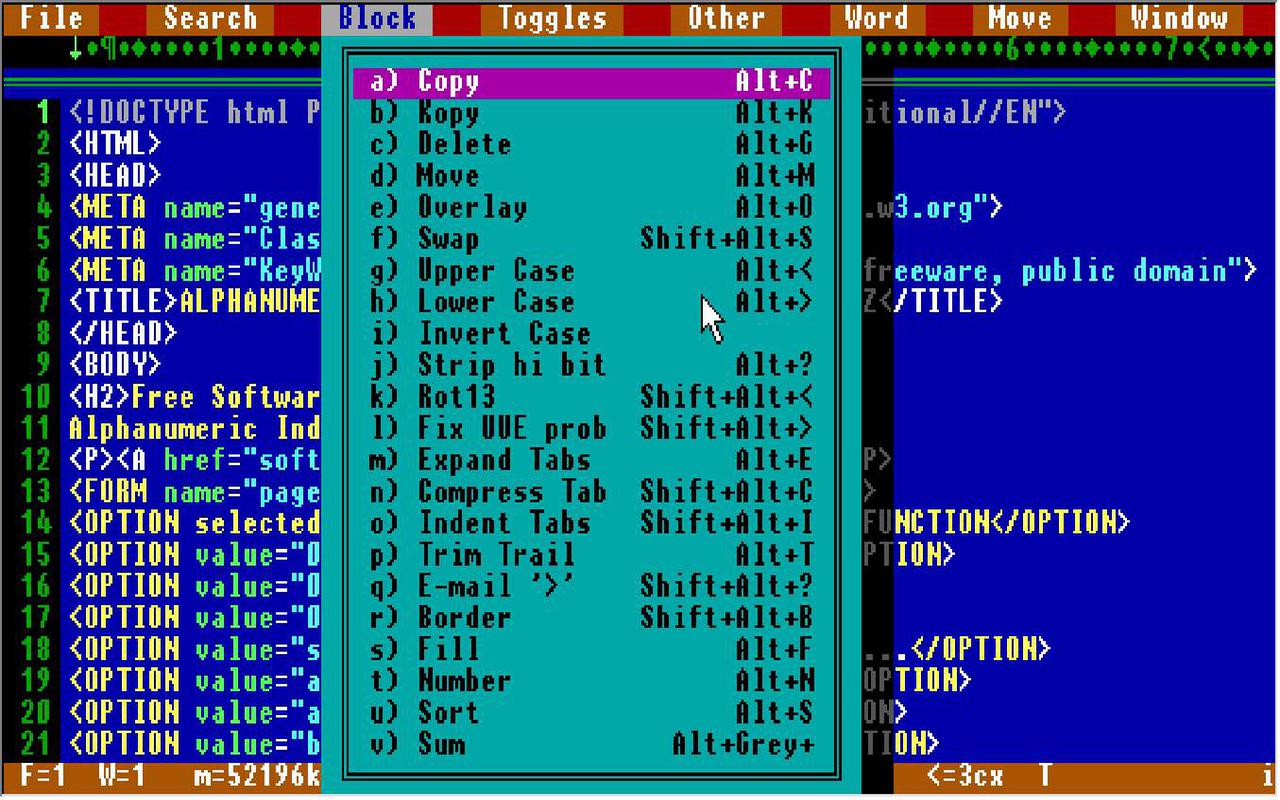 File Search Block Toggles Other Word Move Window
1 6 7
a) Copy Alt+C
1 <!DOCTYPE html P b) Kopy Alt+K itional//EN">
2 <HTML> c) Delete Alt+G
3 <HEAD> d) Move Alt+M
4 <META name="gene e) Overlay Alt+O .w3.org">
5 <META name="Clas f) Swap Shift+Alt+S
6 <META name="KeyW g) Upper Case Alt+< freeware, public domain">
7 <TITLE>ALPHANUME h) Lower Case Alt+> Z</TITLE>
8 </HEAD> i) Invert Case
9 <BODY> j) Strip hi bit Alt+?
10 <H2>Free Softwar k) Rot13 Shift+Alt+<
11 Alphanumeric Ind l) Fix UUE prob Shift+Alt+>
12 <P><A href="soft m) Expand Tabs Alt+E P>
13 <FORM name="page n) Compress Tab Shift+Alt+C >
14 <OPTION selected o) Indent Tabs Shift+Alt+I FUNCTION</OPTION>
15 <OPTION value="0 p) Trim Trail Alt+T PTION>
16 <OPTION value="0 q) E-mail '>' Shift+Alt+?
17 <OPTION value="0 r) Border Shift+Alt+B
18 <OPTION value="s s) Fill Alt+F ...</OPTION>
19 <OPTION value="a t) Number Alt+N OPTION>
20 <OPTION value="a u) Sort Alt+S ON>
21 <OPTION value="b v) Sum Alt+Grey+ TION>
F=1 W=1 m=52196k <=3cx T i